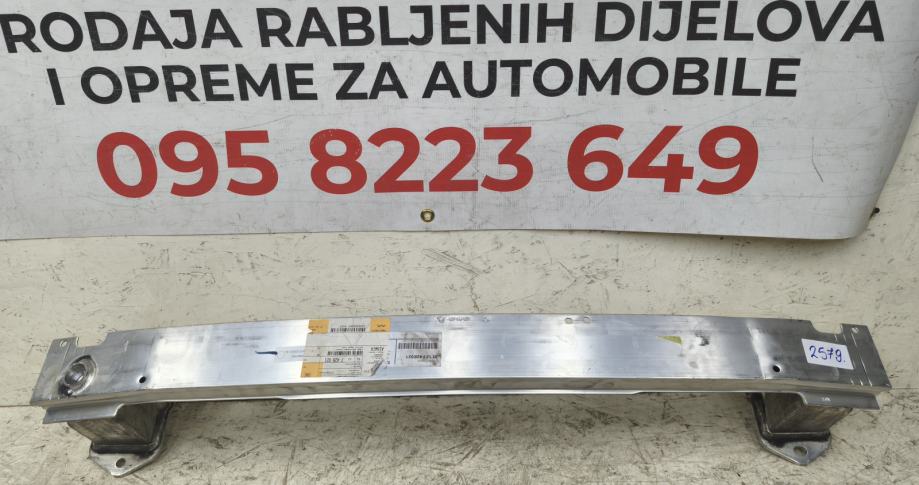 RODAJA RABLJENIH DIJELOVA
I OPREME ZA AUTOMOBILE
095 8223 649
2579.